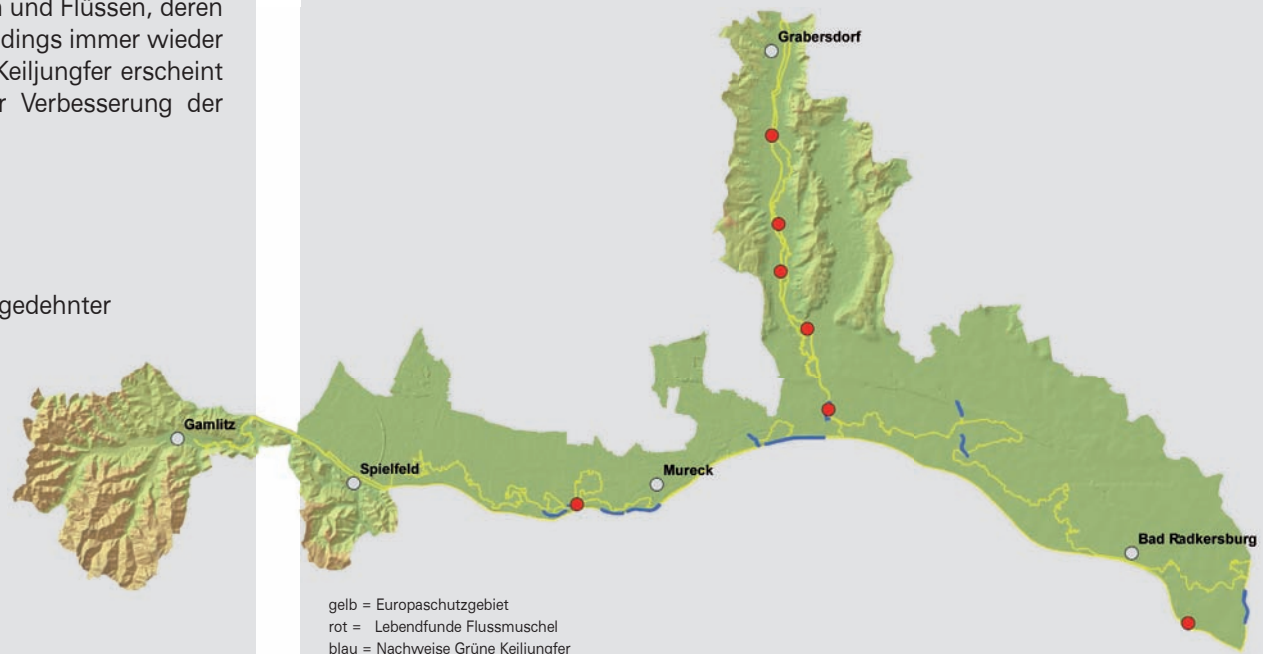 und Flüssen, deren
dings immer wieder
Keiljungfer erscheint
Verbesserung der
gedehnter
Grabersdorf
Gamlitz
Spielfeld
Mureck
Bad Radkersburg
gelb = Europaschutzgebiet
rot = Lebendfunde Flussmuschel
blau = Nachweise Grüne Keiljungfer